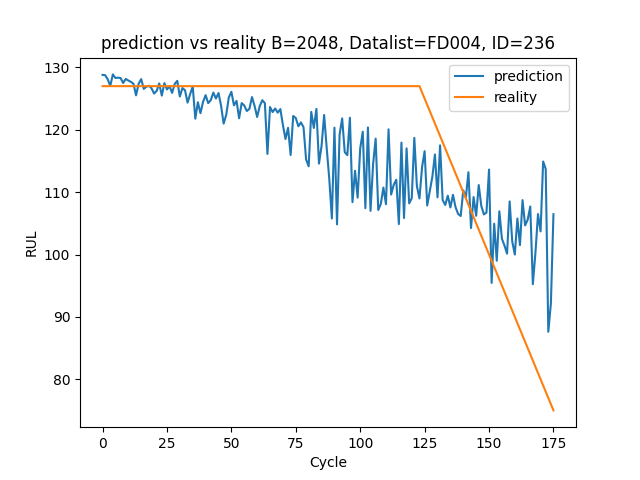 prediction vs reality B=2048, Datalist=FD004, ID=236
130
120
110
100
90
80
RUL
prediction
reality
0 25 50 75 100 125 150 175
Cycle